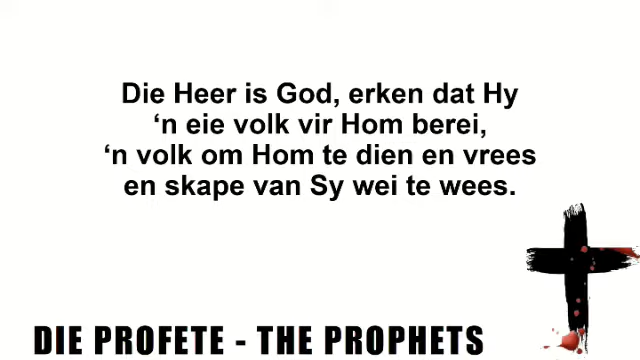 Die Heer is God, erken dat Hy
‘n eie volk vir Hom berei,
‘n volk om Hom te dien en vrees
en skape van Sy wei te wees.
DIE PROFETE - THE PROPHETS